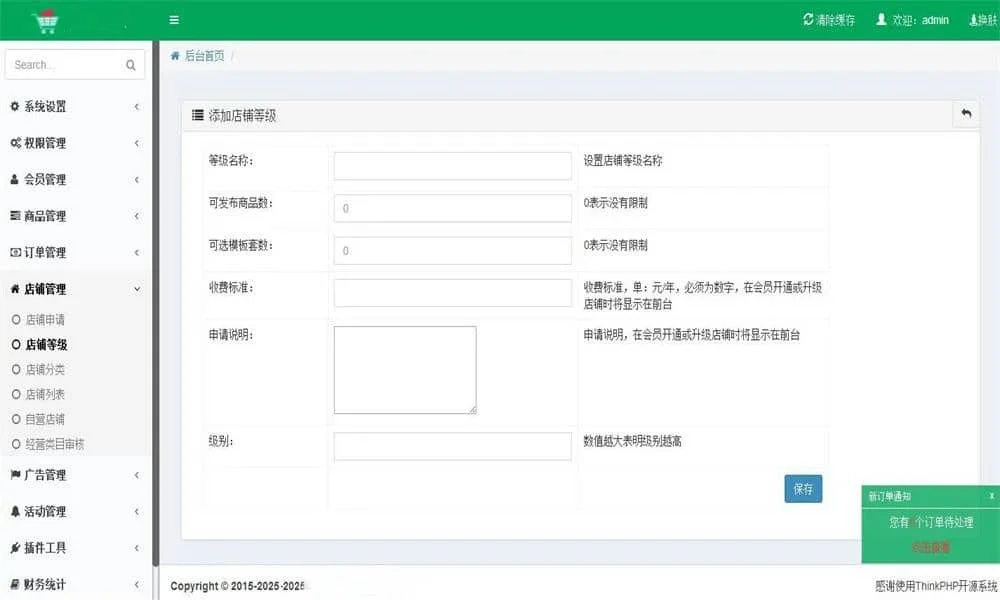 清除缓存
欢迎：admin
换肤
Search...
后台首页 /
系统设置
权限管理
会员管理
商品管理
订单管理
店铺管理
店铺申请
店铺等级
店铺分类
店铺列表
自营店铺
经营类目审核
广告管理
活动管理
插件工具
财务统计
添加店铺等级
等级名称：
设置店铺等级名称
可发布商品数：
0
0表示没有限制
可选模板套数：
0
0表示没有限制
收费标准：
收费标准，单：元/年，必须为数字，在会员开通或升级
店铺时将显示在前台
申请说明：
申请说明，在会员开通或升级店铺时将显示在前台
级别：
数值越大表明级别越高
保存
新订单通知
x
您有 个订单待处理
点击查看
Copyright © 2015-2025-2025
感谢使用ThinkPHP开源系统